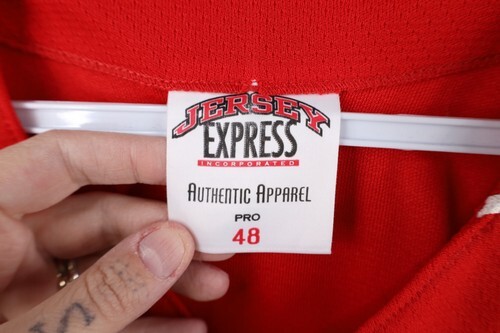 JERSEY
EXPRESS
INCORPORATED
AUTHENTIC APPAREL
PRO
48